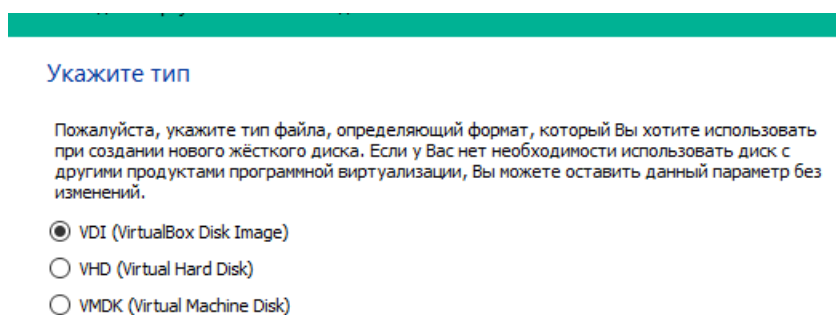 Укажите тип
Пожалуйста, укажите тип файла, определяющий формат, который Вы хотите использовать
при создании нового жёсткого диска. Если у Вас нет необходимости использовать диск с
другими продуктами программной виртуализации, Вы можете оставить данный параметр без
изменений.
VDI (VirtualBox Disk Image)
VHD (Virtual Hard Disk)
VMDK (Virtual Machine Disk)